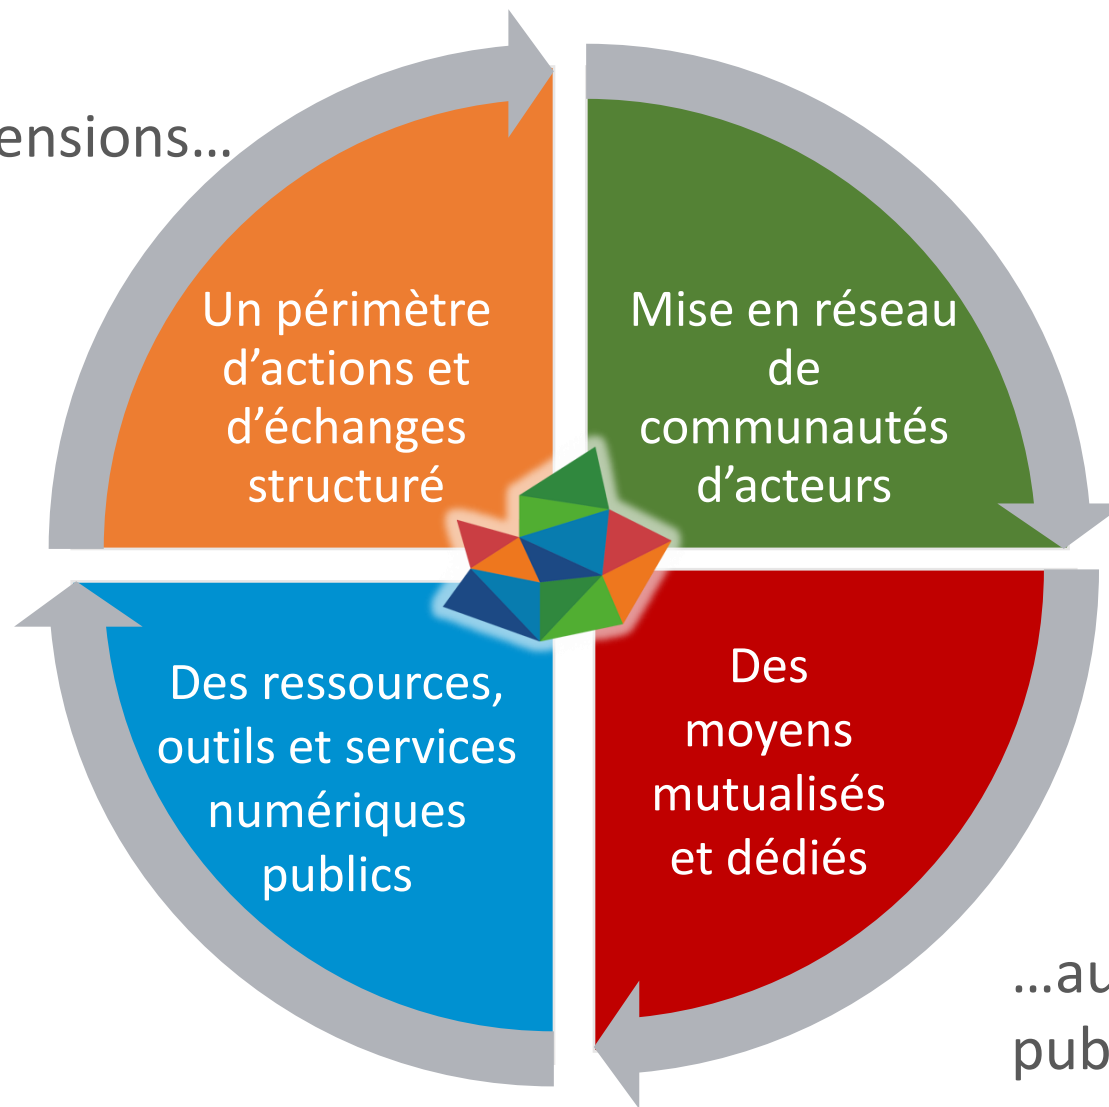 ensions...
Un périmètre
d’actions et
d’échanges
structuré
Mise en réseau
de
communautés
d’acteurs
Des ressources,
outils et services
numériques
publics
Des
moyens
mutualisés
et dédiés
...au
pub